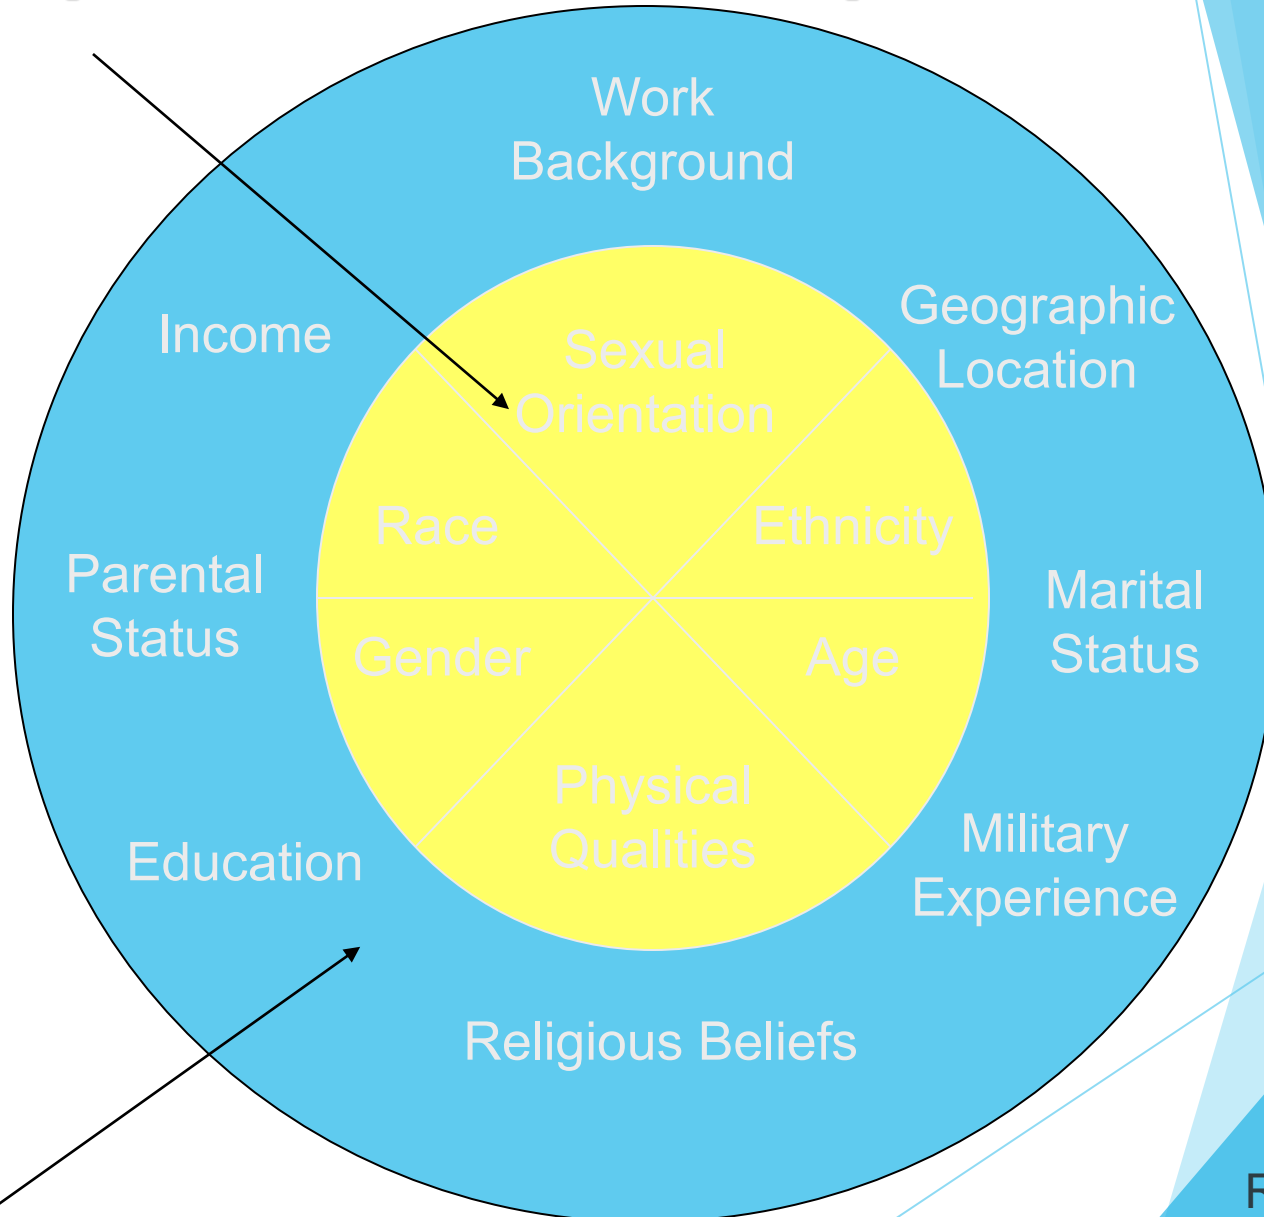 Work
Background
Income
Geographic
Location
Sexual
Orientation
Race
Ethnicity
Parental
Status
Marital
Status
Gender
Age
Physical
Qualities
Education
Military
Experience
Religious Beliefs
R